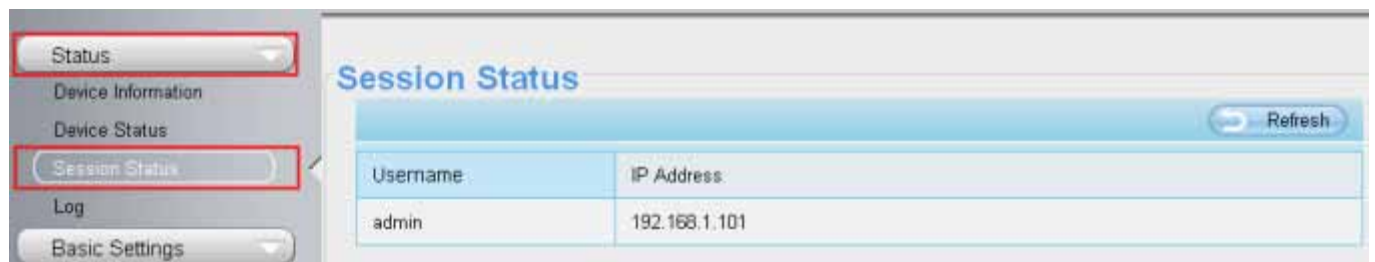 Status
Device Information
Device Status
Session Status
Log
Basic Settings
Session Status
Refresh
Username IP Address
admin 192.168.1.101